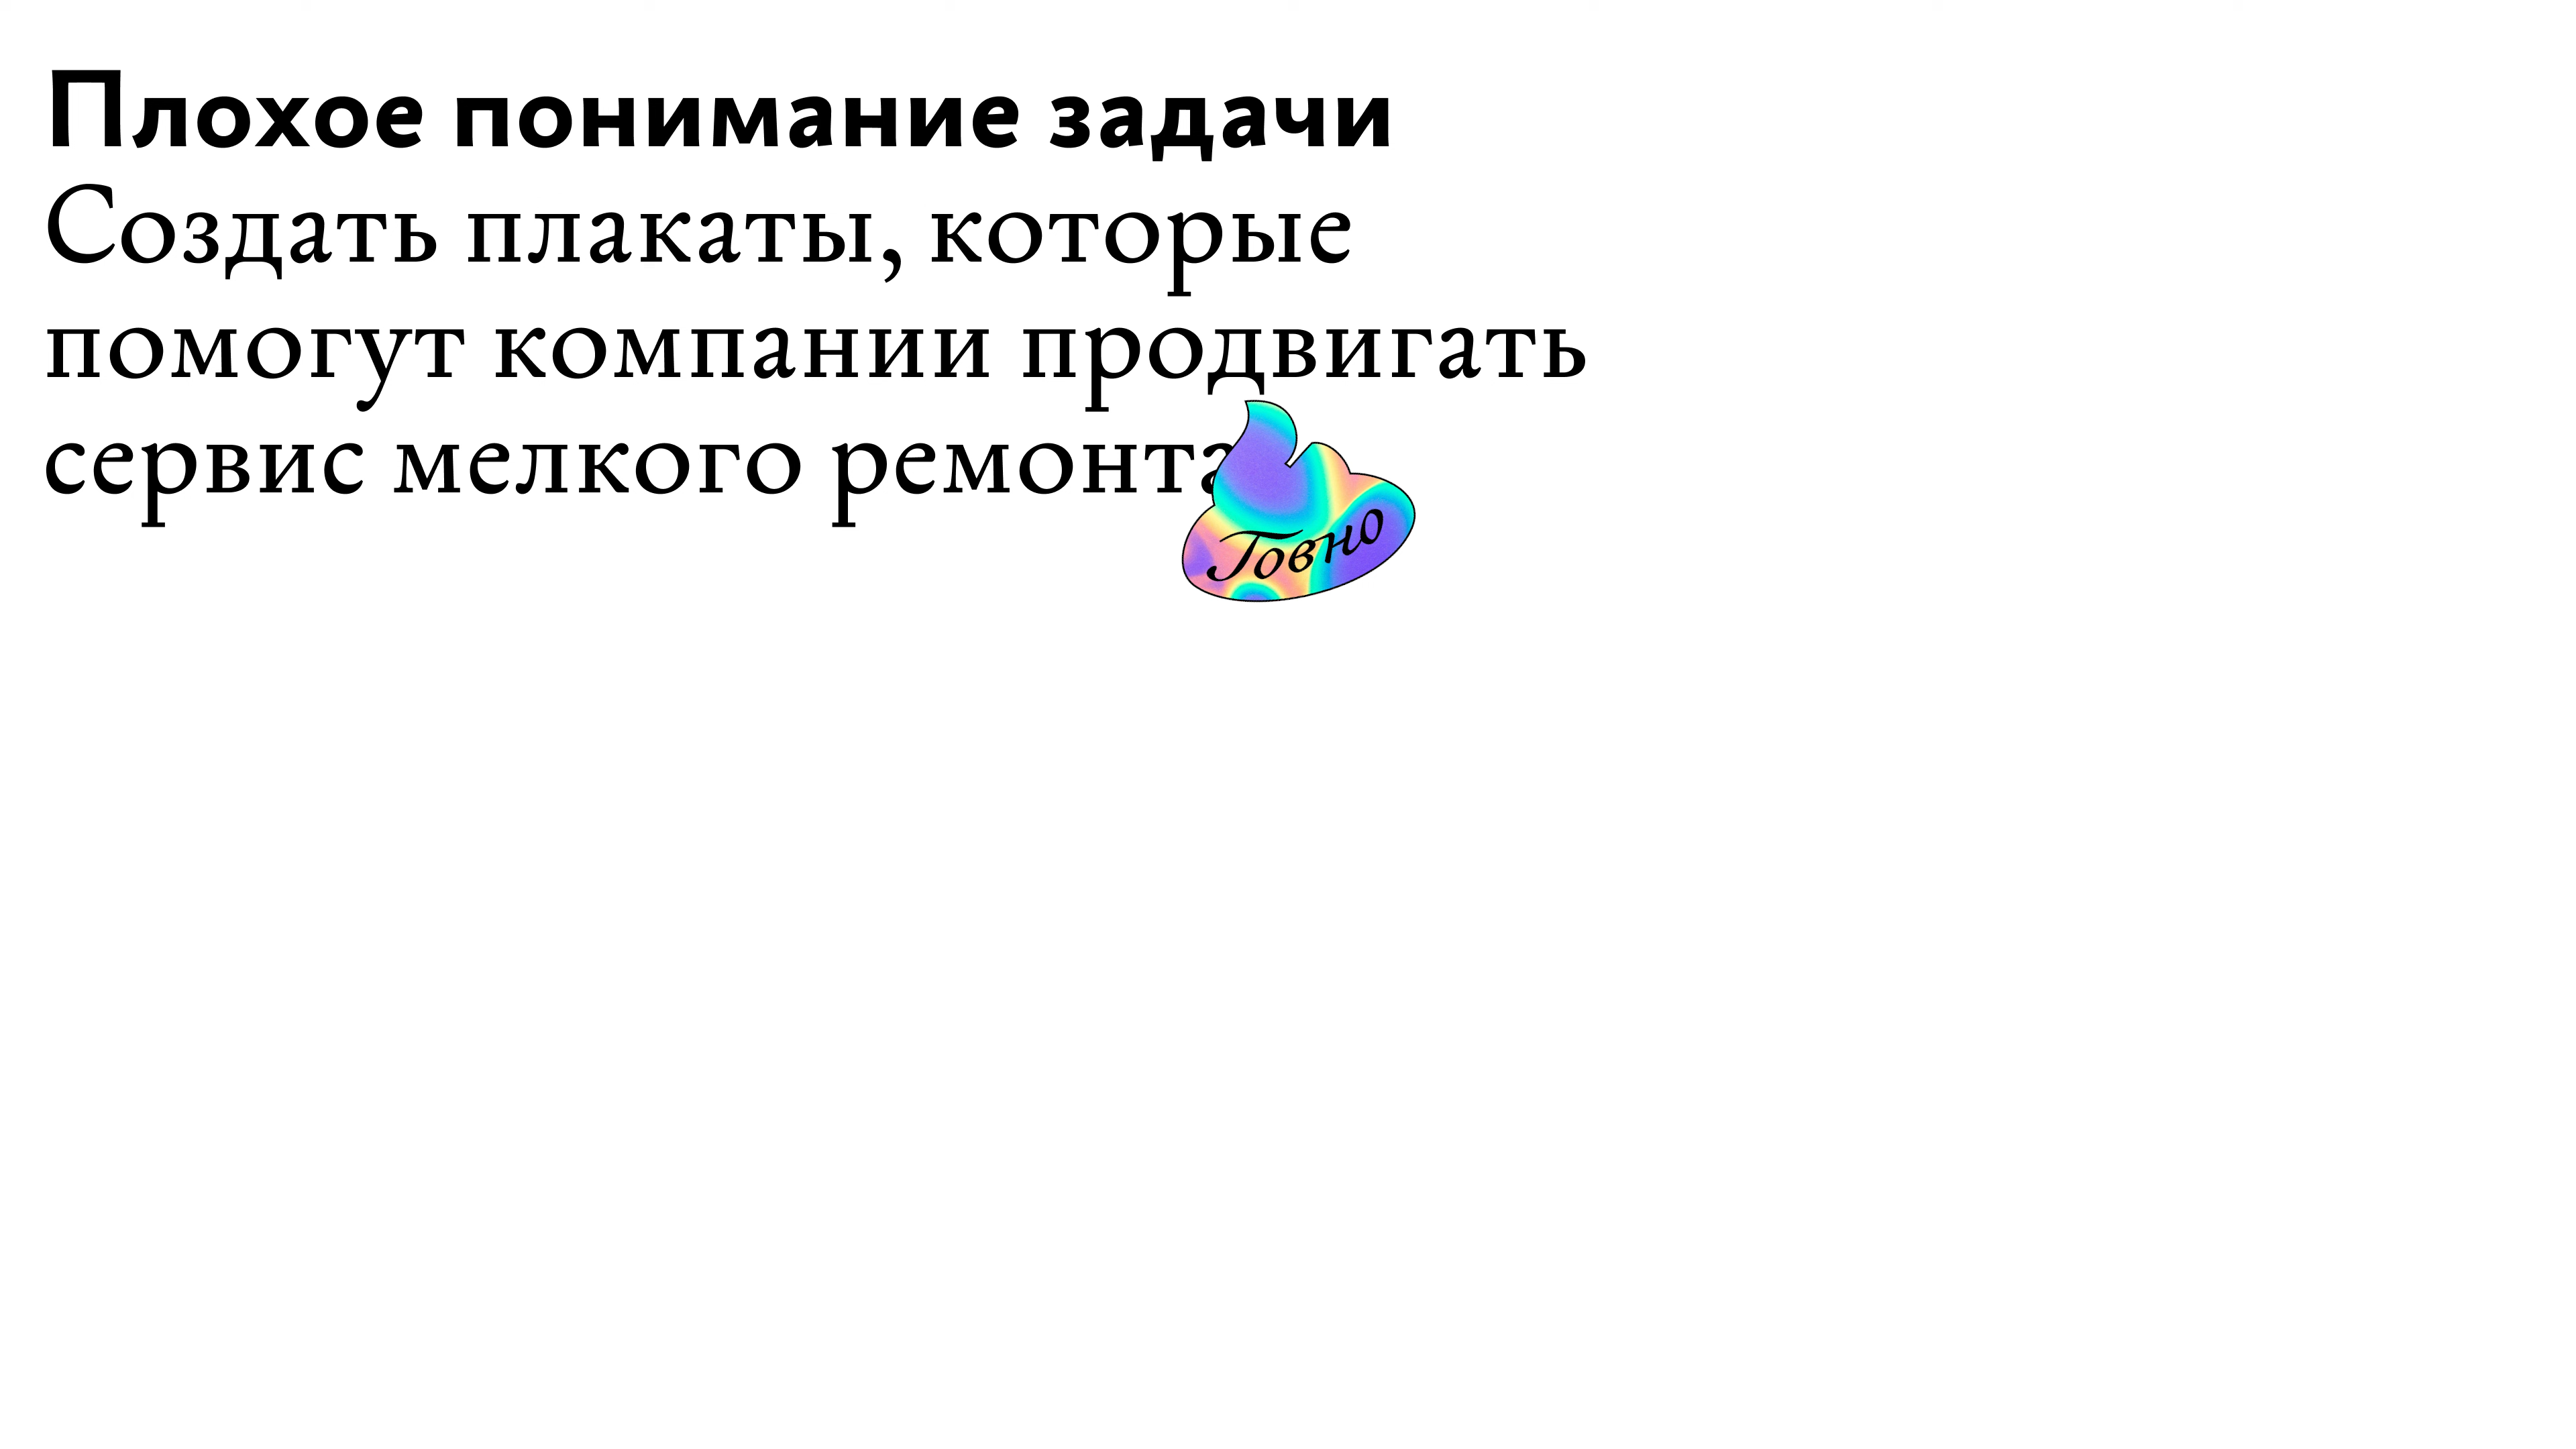 Плохое понимание задачи
Создать плакаты, которые
помогут компании продвигать
сервис мелкого ремонта
Говно